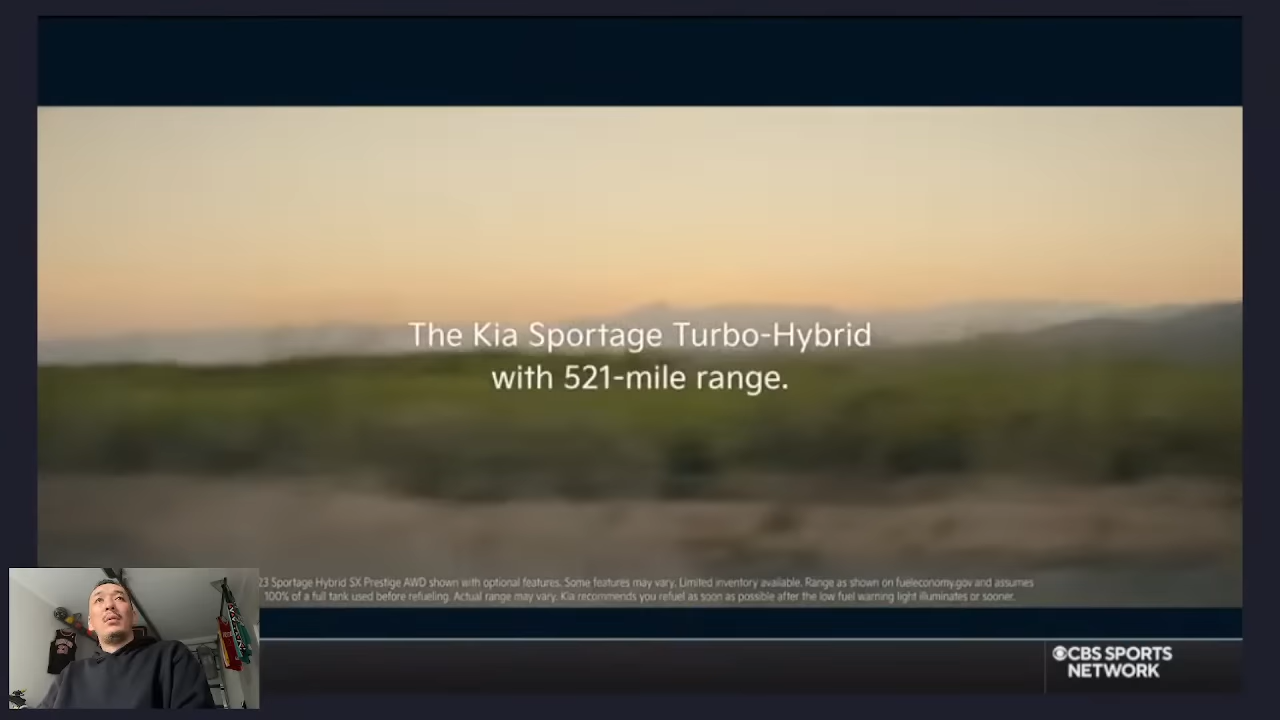 The Kia Sportage Turbo-Hybrid
with 521-mile range.
23 Sportage Hybrid SX Prestige AWD shown with optional features. Some features may vary. Limited inventory available. Range as shown on fueleconomy.gov and assumes
100% of a full tank used before refueling. Actual range may vary. Kia recommends you refuel as soon as possible after the low fuel warning light illuminates or sooner.
CBS SPORTS
NETWORK